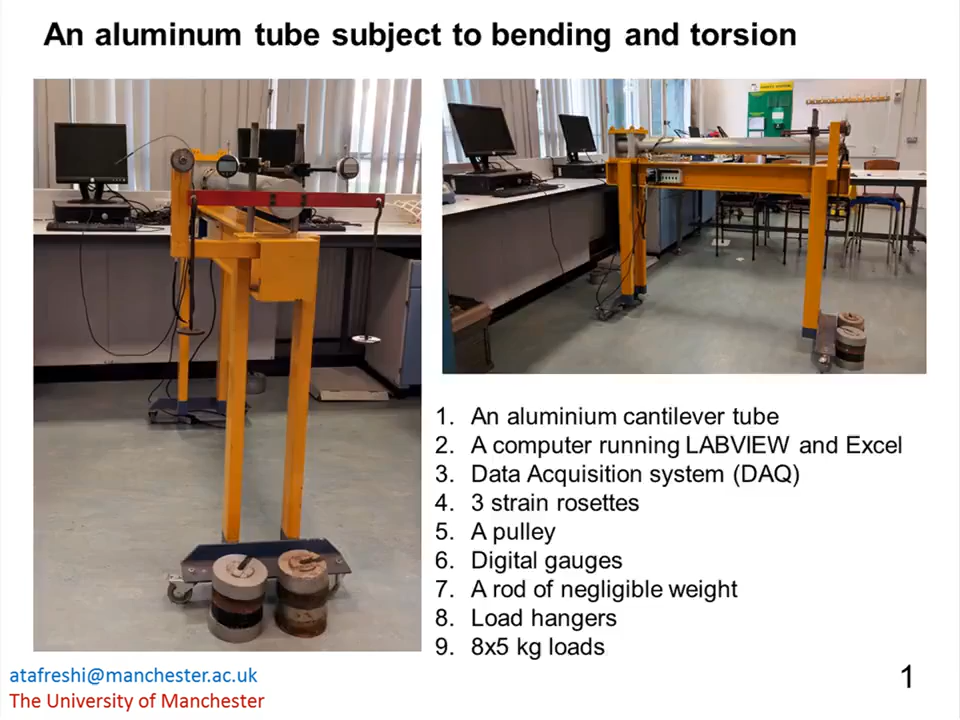 An aluminum tube subject to bending and torsion
1. An aluminium cantilever tube
2. A computer running LABVIEW and Excel
3. Data Acquisition system (DAQ)
4. 3 strain rosettes
5. A pulley
6. Digital gauges
7. A rod of negligible weight
8. Load hangers
9. 8x5 kg loads
atafreshi@manchester.ac.uk
The University of Manchester
1